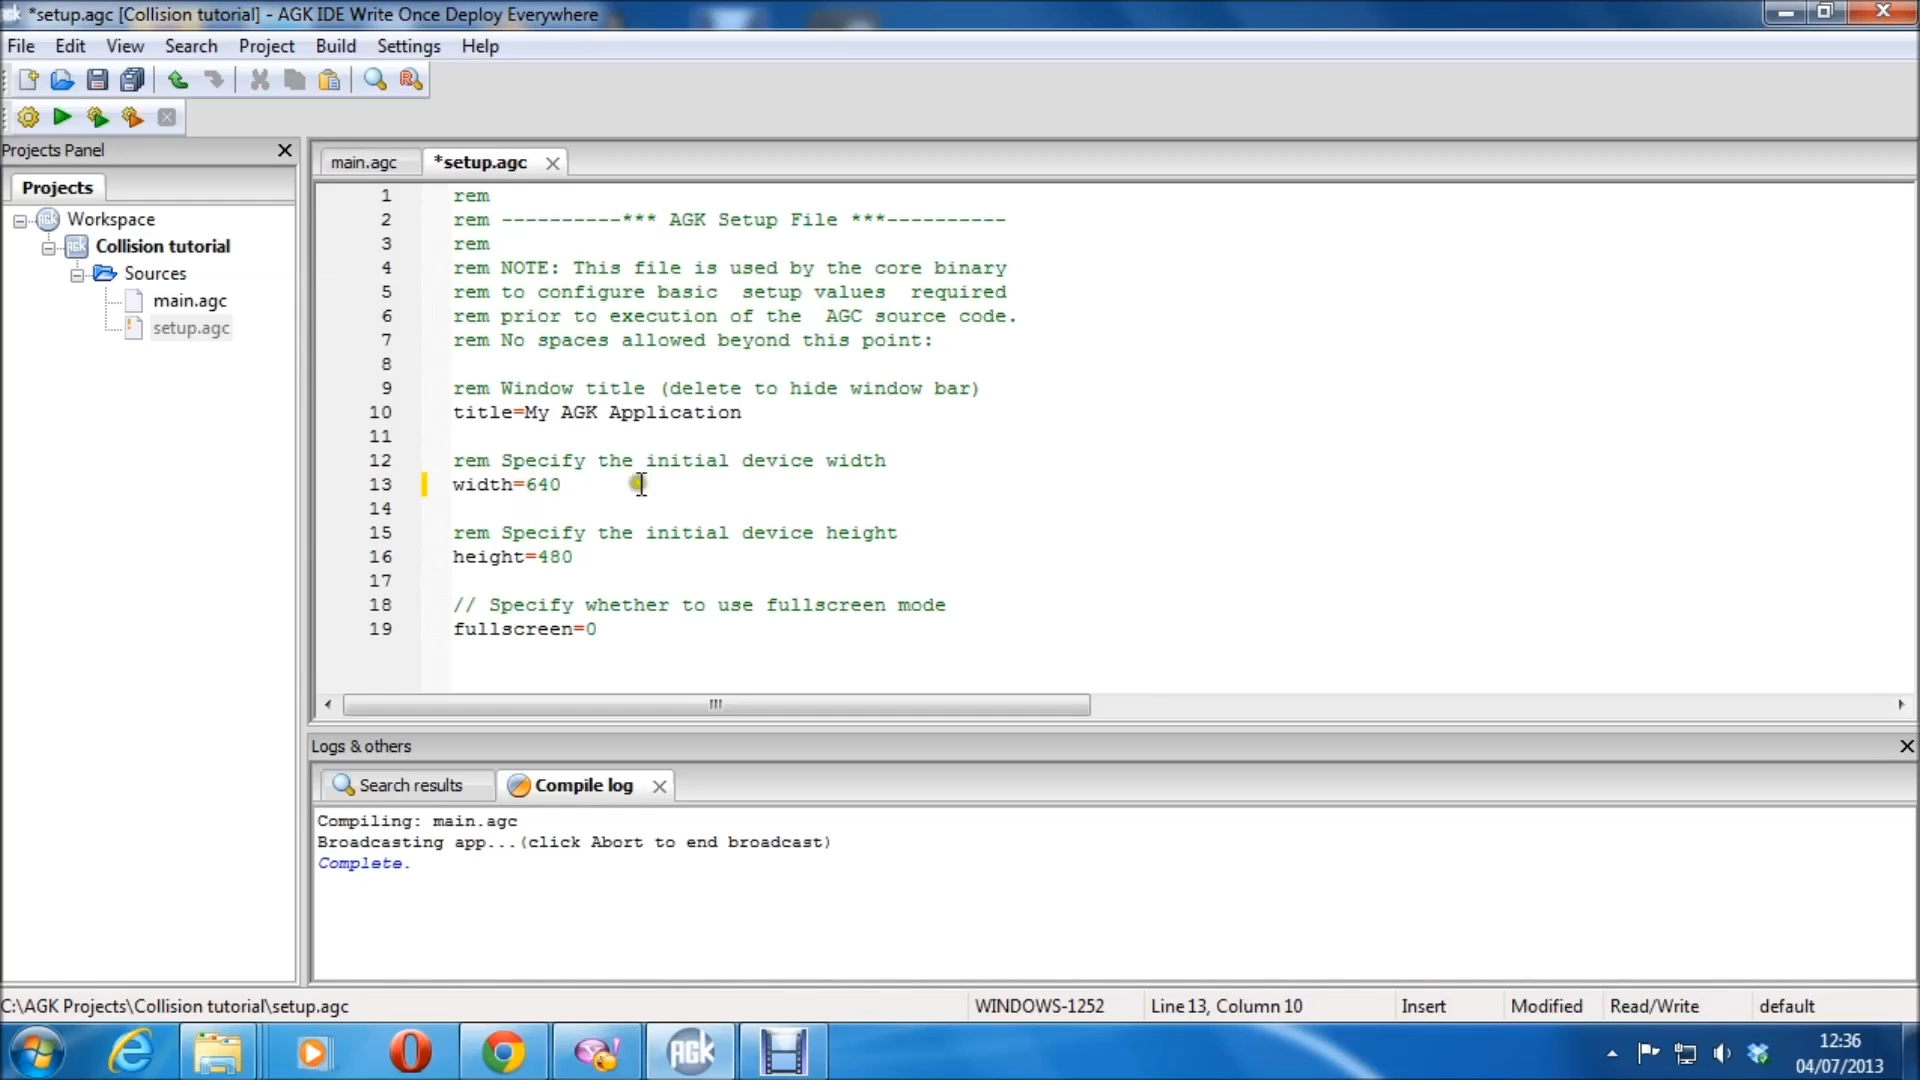 *setup.agc [Collision tutorial] - AGK IDE Write Once Deploy Everywhere
File Edit View Search Project Build Settings Help
Projects Panel
Projects
Workspace
Collision tutorial
Sources
main.agc
setup.agc
main.agc *setup.agc
1 rem
2 rem ----------*** AGK Setup File ***----------
3 rem
4 rem NOTE: This file is used by the core binary
5 rem to configure basic  setup values  required
6 rem prior to execution of the  AGC source code.
7 rem No spaces allowed beyond this point:
8
9 rem Window title (delete to hide window bar)
10 title=My AGK Application
11
12 rem Specify the initial device width
13 width=640
14
15 rem Specify the initial device height
16 height=480
17
18 // Specify whether to use fullscreen mode
19 fullscreen=0
Logs & others
Search results Compile log
Compiling: main.agc
Broadcasting app...(click Abort to end broadcast)
Complete.
C:\AGK Projects\Collision tutorial\setup.agc WINDOWS-1252 Line 13, Column 10 Insert Modified Read/Write default
AGK
12:36
04/07/2013